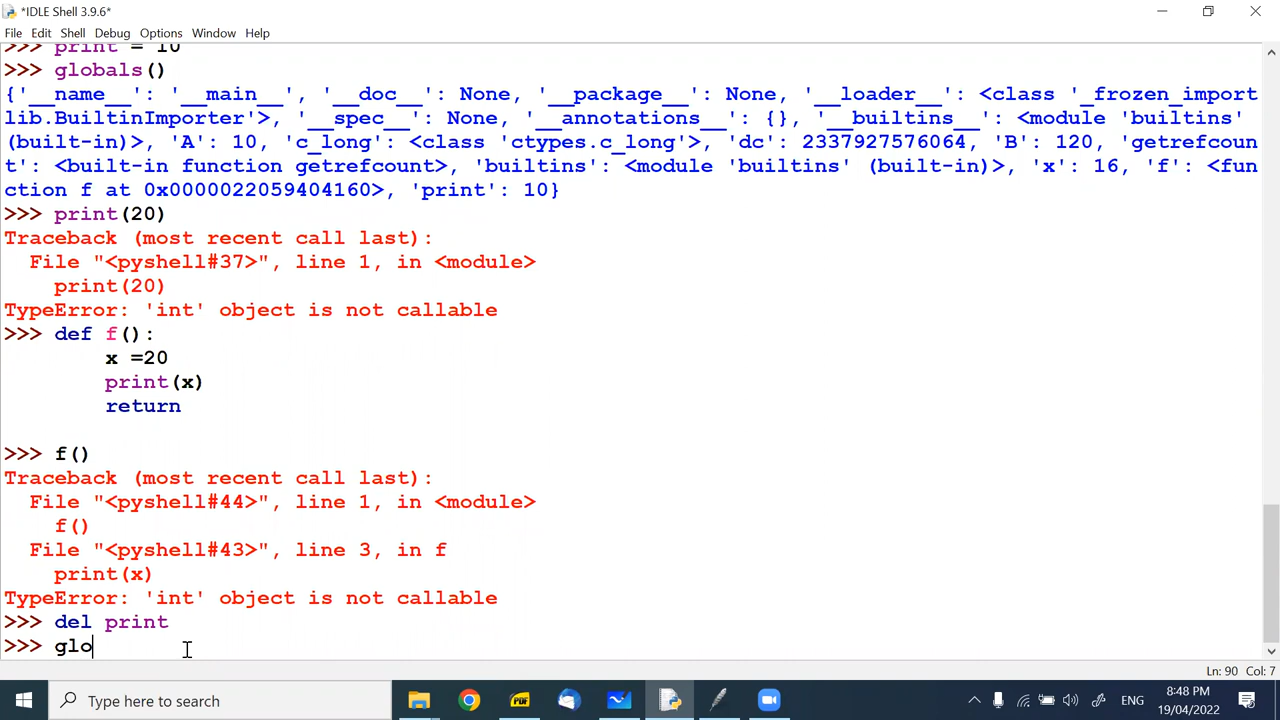 *IDLE Shell 3.9.6*
File Edit Shell Debug Options Window Help
>>> print = 10
>>> globals()
{'__name__': '__main__', '__doc__': None, '__package__': None, '__loader__': <class '_frozen_import
lib.BuiltinImporter'>, '__spec__': None, '__annotations__': {}, '__builtins__': <module 'builtins'
(built-in)>, 'A': 10, 'c_long': <class 'ctypes.c_long'>, 'dc': 2337927576064, 'B': 120, 'getrefcoun
t': <built-in function getrefcount>, 'builtins': <module 'builtins' (built-in)>, 'x': 16, 'f': <fun
ction f at 0x0000022059404160>, 'print': 10}
>>> print(20)
Traceback (most recent call last):
  File "<pyshell#37>", line 1, in <module>
    print(20)
TypeError: 'int' object is not callable
>>> def f():
        x =20
        print(x)
        return
>>> f()
Traceback (most recent call last):
  File "<pyshell#44>", line 1, in <module>
    f()
  File "<pyshell#43>", line 3, in f
    print(x)
TypeError: 'int' object is not callable
>>> del print
>>> glo
Ln: 90 Col: 7
Type here to search
PDF
ENG
8:48 PM
19/04/2022